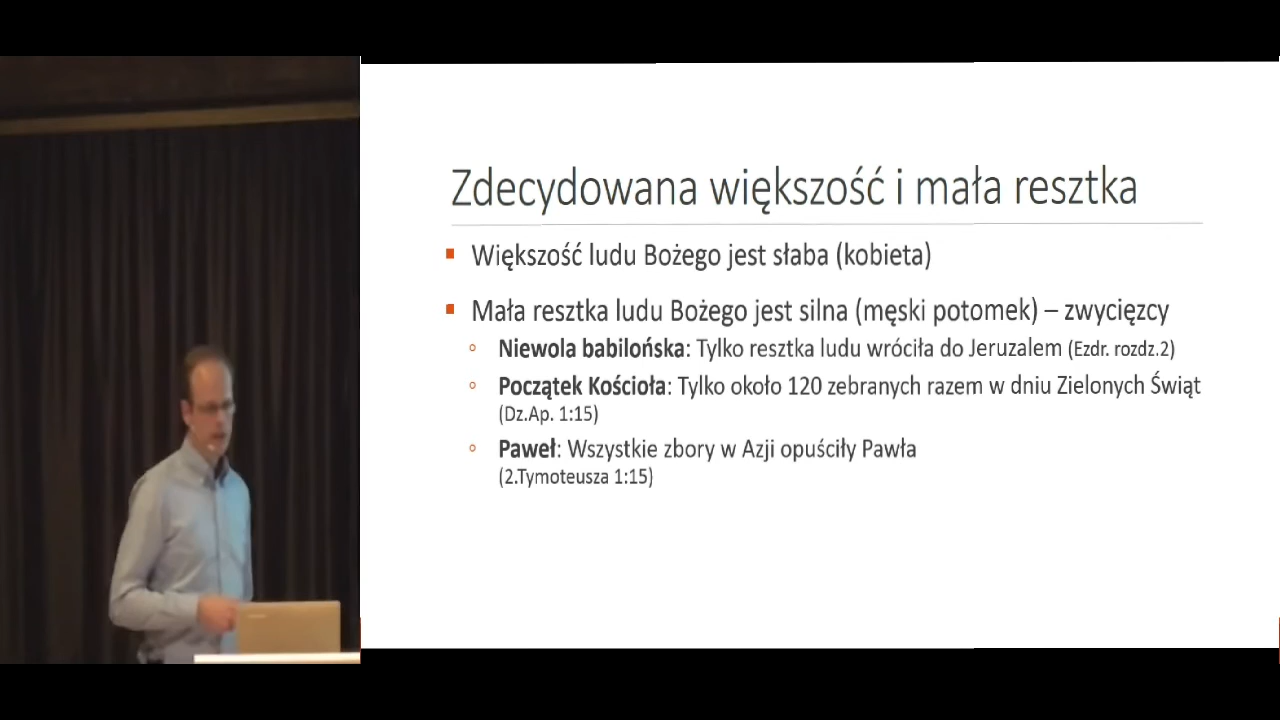 Zdecydowana większość i mała resztka
Większość ludu Bożego jest słaba (kobieta)
Mała resztka ludu Bożego jest silna (męski potomek) – zwycięzcy
Niewola babilońska: Tylko resztka ludu wróciła do Jeruzalem (Ezdr. rozdz.2)
Początek Kościoła: Tylko około 120 zebranych razem w dniu Zielonych Świąt
(Dz.Ap. 1:15)
Paweł: Wszystkie zbory w Azji opuściły Pawła
(2.Tymoteusza 1:15)